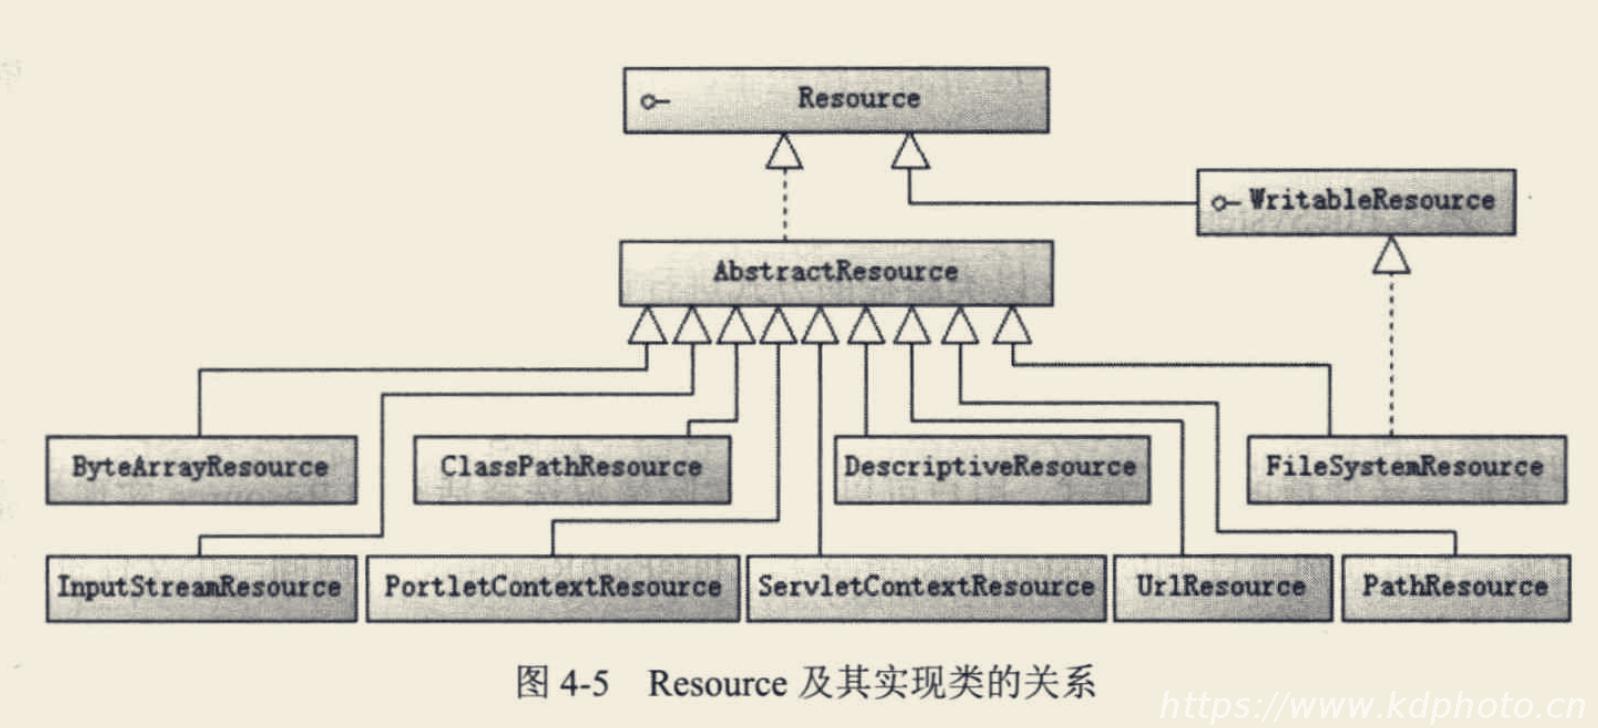 Resource
WritableResource
AbstractResource
ByteArrayResource
ClassPathResource
DescriptiveResource
FileSystemResource
InputStreamResource
PortletContextResource
ServletContextResource
UrlResource
PathResource
图 4-5 Resource 及其实现类的关系
https://www.kdphoto.cn